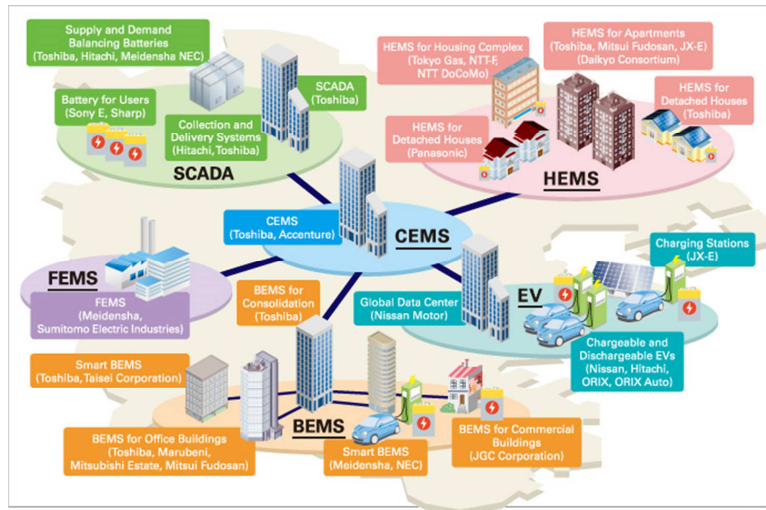 Supply and Demand
Balancing Batteries
(Toshiba, Hitachi, Meidensha NEC)
SCADA
(Toshiba)
Battery for Users
(Sony E, Sharp)
Collection and
Delivery Systems
(Hitachi, Toshiba)
SCADA
HEMS for Housing Complex
(Tokyo Gas, NTT-F,
NTT DoCoMo)
HEMS for Apartments
(Toshiba, Mitsui Fudosan, JX-E)
(Daikyo Consortium)
HEMS for
Detached Houses
(Toshiba)
HEMS for
Detached Houses
(Panasonic)
HEMS
CEMS
(Toshiba, Accenture)
CEMS
FEMS
FEMS
(Meidensha,
Sumitomo Electric Industries)
BEMS for
Consolidation
(Toshiba)
Global Data Center
(Nissan Motor)
Charging Stations
(JX-E)
EV
Chargeable and
Dischargeable EVs
(Nissan, Hitachi,
ORIX, ORIX Auto)
Smart BEMS
(Toshiba, Taisei Corporation)
BEMS for Office Buildings
(Toshiba, Marubeni,
Mitsubishi Estate, Mitsui Fudosan)
BEMS
Smart BEMS
(Meidensha, NEC)
BEMS for Commercial
Buildings
(JGC Corporation)